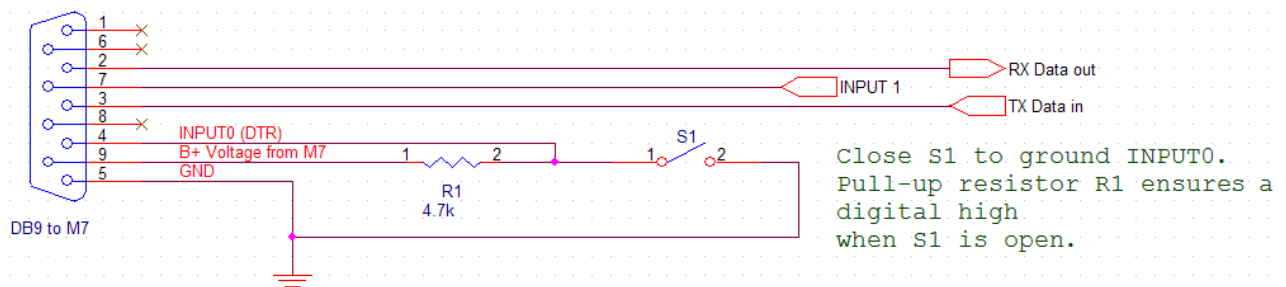 1
6
2
RX Data out
7
INPUT 1
3
TX Data in
8
4
INPUT0 (DTR)
9
B+ Voltage from M7
5
GND
1
2
R1
4.7k
S1
1
2
DB9 to M7
Close S1 to ground INPUT0.
Pull-up resistor R1 ensures a
digital high
when S1 is open.